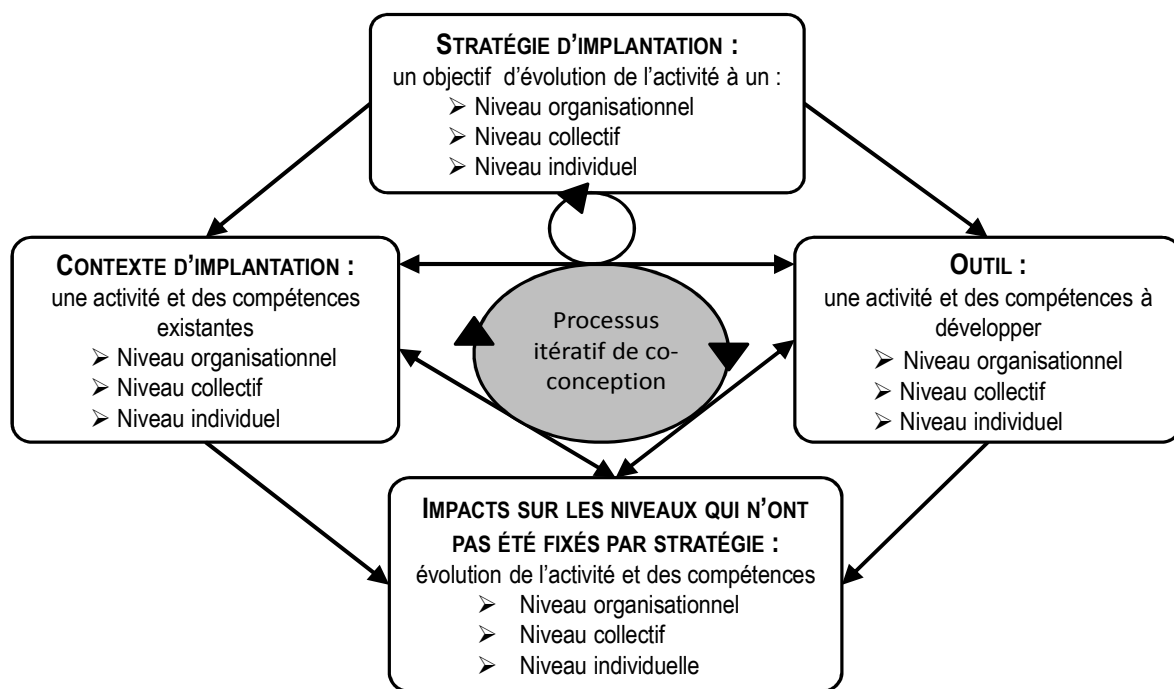 STRATÉGIE D'IMPLANTATION :
un objectif d'évolution de l'activité à un :
➢ Niveau organisationnel
➢ Niveau collectif
➢ Niveau individuel
CONTEXTE D'IMPLANTATION :
une activité et des compétences
existantes
➢ Niveau organisationnel
➢ Niveau collectif
➢ Niveau individuel
Processus
itératif de co-
conception
OUTIL :
une activité et des compétences à
développer
➢ Niveau organisationnel
➢ Niveau collectif
➢ Niveau individuel
IMPACTS SUR LES NIVEAUX QUI N'ONT
PAS ÉTÉ FIXÉS PAR STRATÉGIE :
évolution de l'activité et des compétences
➢ Niveau organisationnel
➢ Niveau collectif
➢ Niveau individuelle